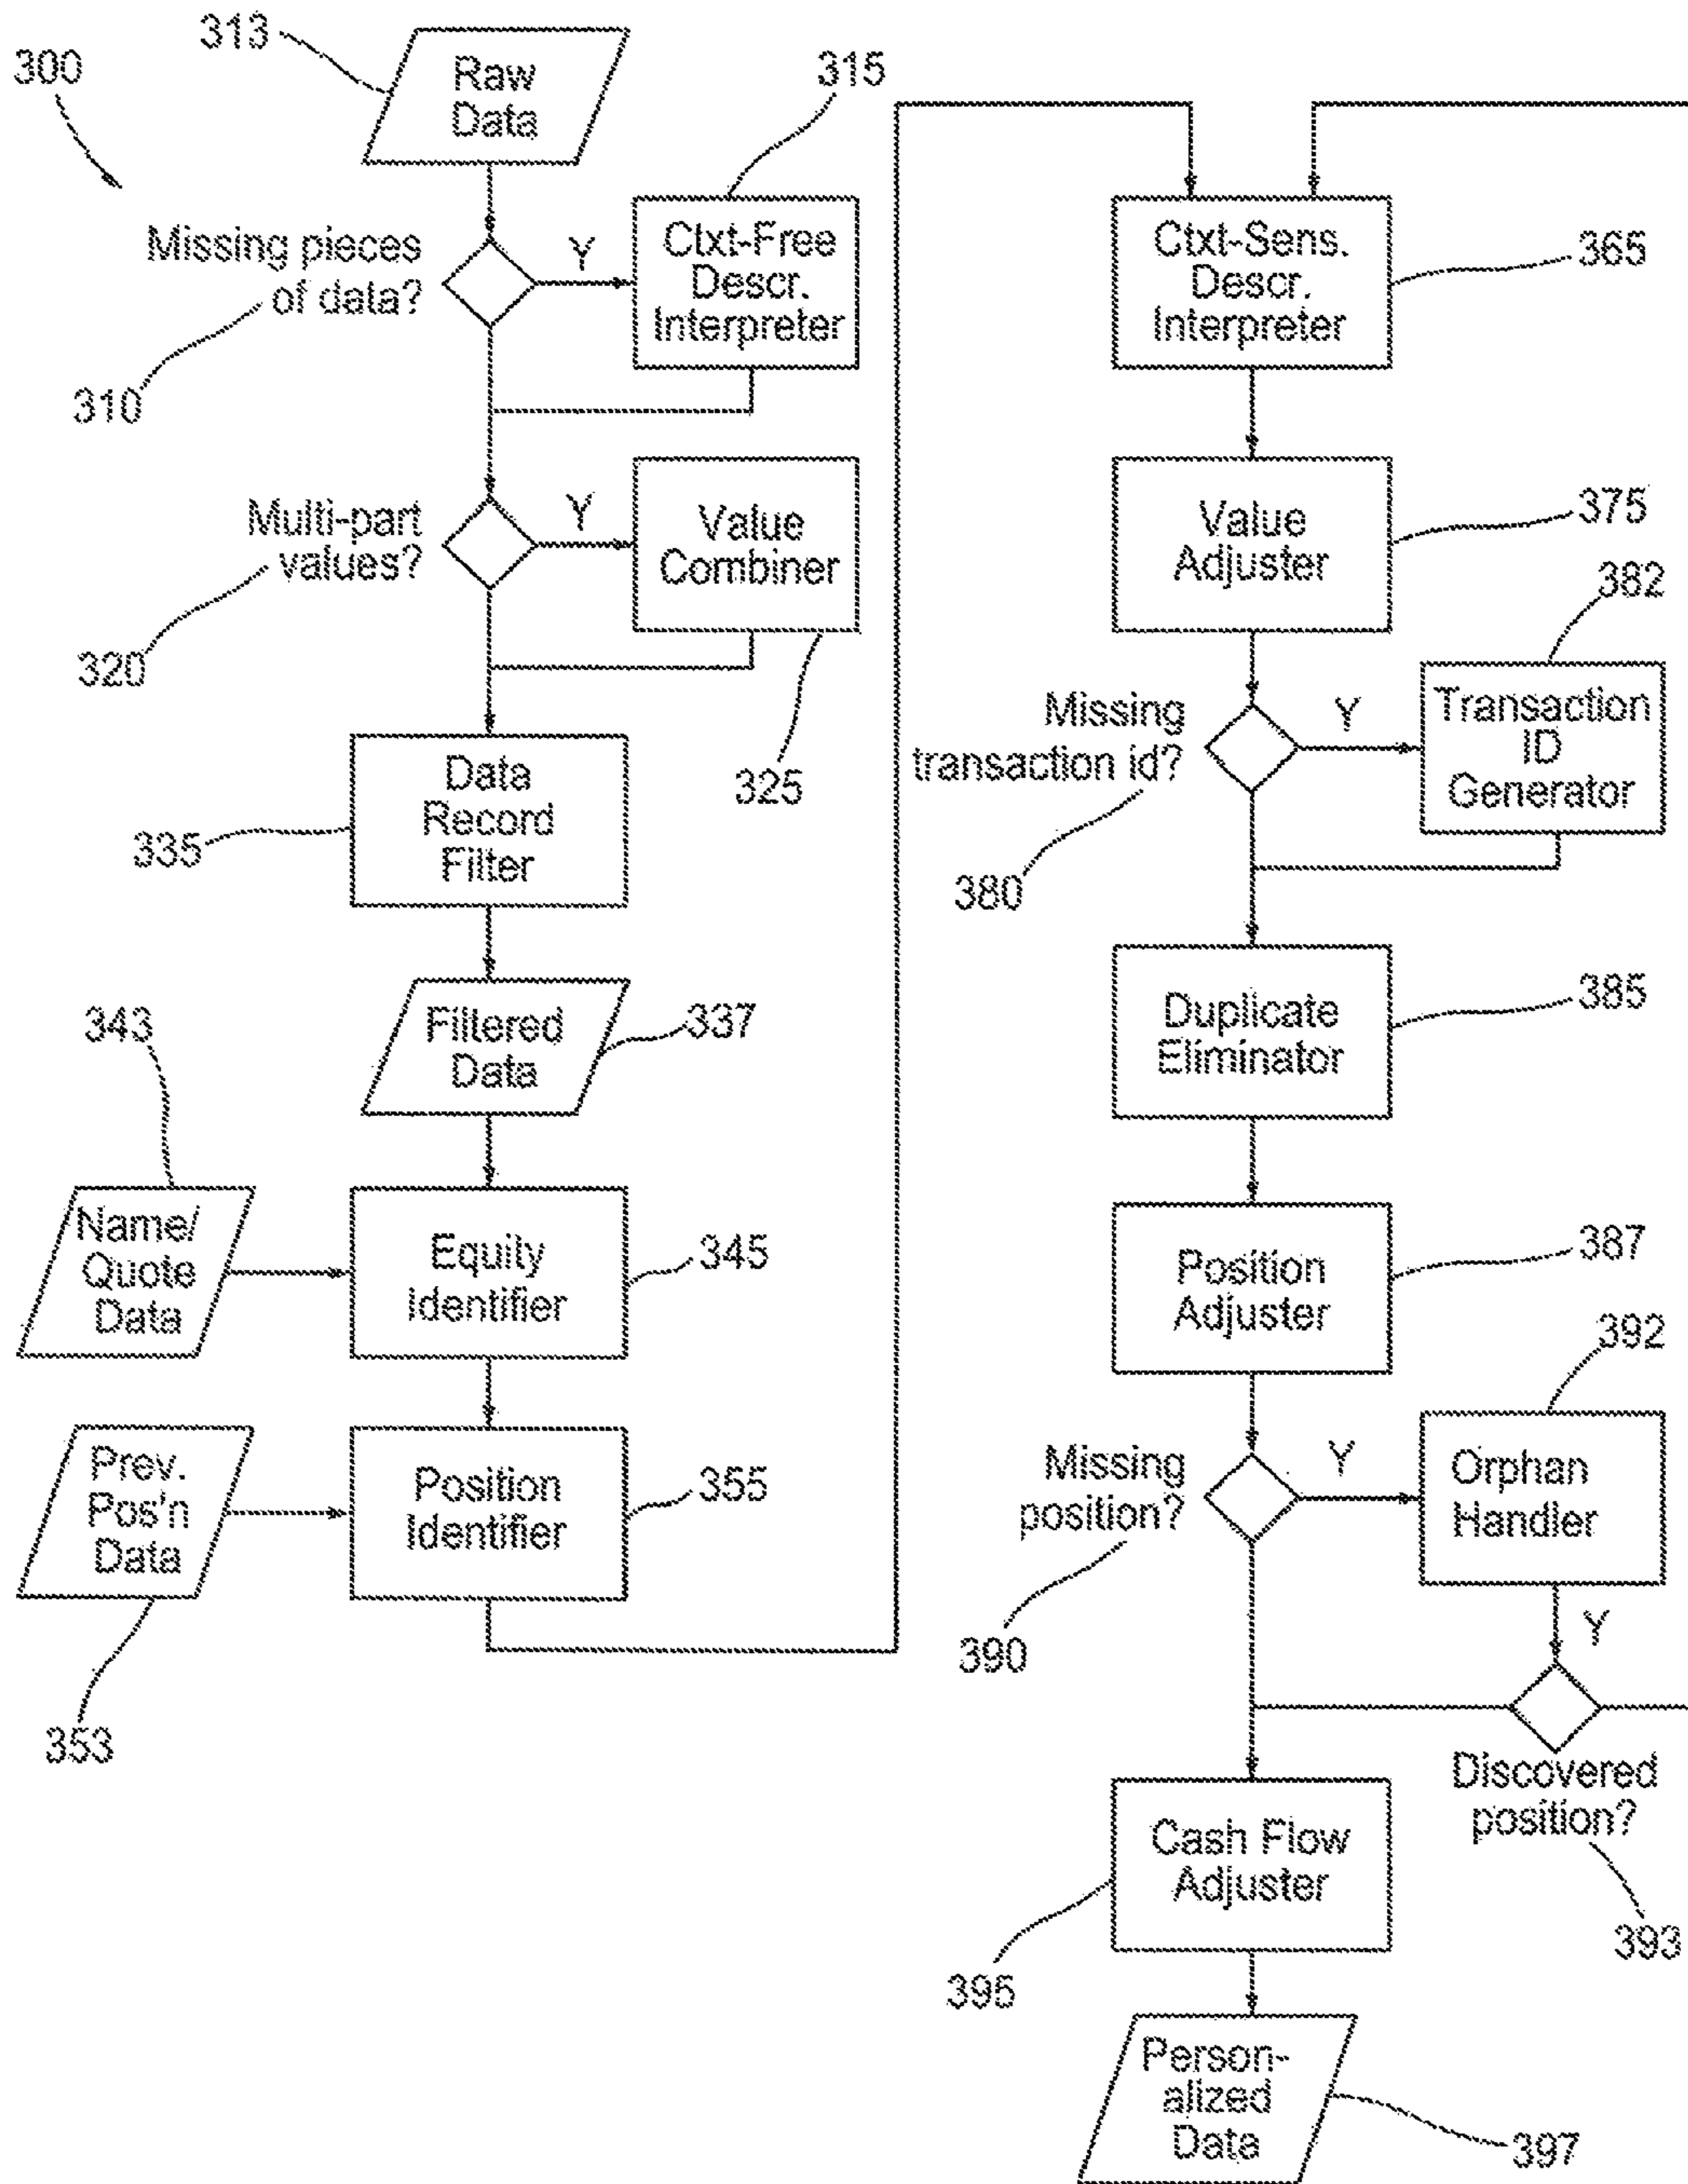 313
300
Raw
Data
315
Missing pieces
of data?
310
Y
Ctxt-Free
Descr.
Interpreter
Multi-part
values?
320
Y
Value
Combiner
325
Data
Record
Filter
335
Filtered
Data
337
343
Name/
Quote
Data
Equity
Identifier
345
Prev.
Pos'n
Data
353
Position
Identifier
355
Ctxt-Sens.
Descr.
Interpreter
365
Value
Adjuster
375
382
Missing
transaction id?
380
Y
Transaction
ID
Generator
Duplicate
Eliminator
385
Position
Adjuster
387
392
Missing
position?
390
Y
Orphan
Handler
Y
Discovered
position?
393
Cash Flow
Adjuster
395
Person-
alized
Data
397